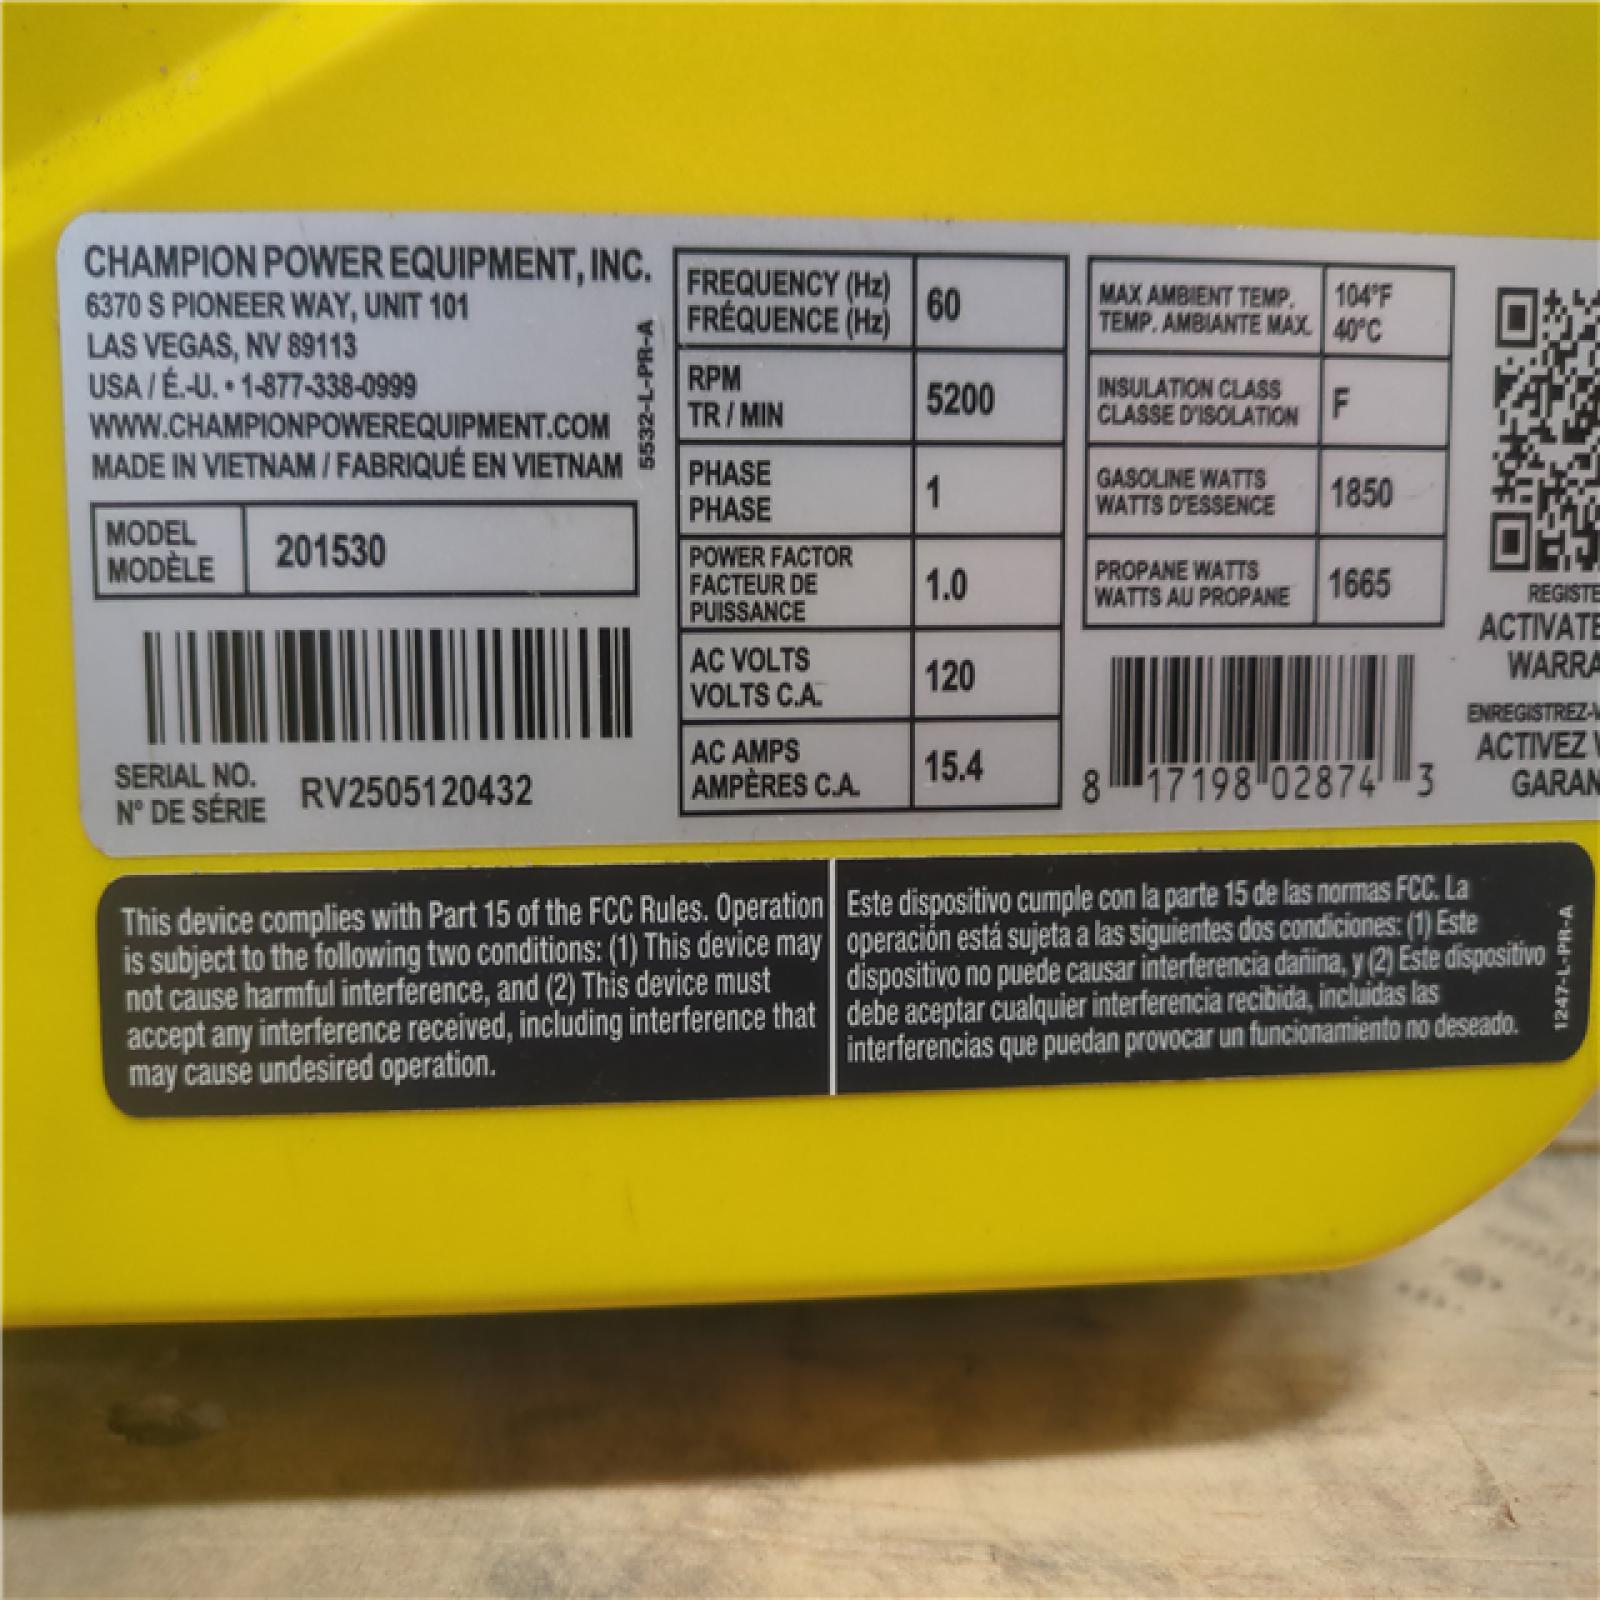 CHAMPION POWER EQUIPMENT, INC.
6370 S PIONEER WAY, UNIT 101
LAS VEGAS, NV 89113
USA / É.-U. • 1-877-338-0999
WWW.CHAMPIONPOWEREQUIPMENT.COM
MADE IN VIETNAM / FABRIQUÉ EN VIETNAM
5532-L-PR-A
MODEL
MODÈLE
201530
SERIAL NO.
N° DE SÉRIE
RV2505120432
FREQUENCY (Hz)
FRÉQUENCE (Hz)
60
RPM
TR / MIN
5200
PHASE
PHASE
1
POWER FACTOR
FACTEUR DE
PUISSANCE
1.0
AC VOLTS
VOLTS C.A.
120
AC AMPS
AMPÈRES C.A.
15.4
MAX AMBIENT TEMP.
TEMP. AMBIANTE MAX.
104°F
40°C
INSULATION CLASS
CLASSE D'ISOLATION
F
GASOLINE WATTS
WATTS D'ESSENCE
1850
PROPANE WATTS
WATTS AU PROPANE
1665
8 17198 02874 3
REGISTE
ACTIVATE
WARRA
ENREGISTREZ-V
ACTIVEZ V
GARAN
This device complies with Part 15 of the FCC Rules. Operation
is subject to the following two conditions: (1) This device may
not cause harmful interference, and (2) This device must
accept any interference received, including interference that
may cause undesired operation.
Este dispositivo cumple con la parte 15 de las normas FCC. La
operación está sujeta a las siguientes dos condiciones: (1) Este
dispositivo no puede causar interferencia dañina, y (2) Este dispositivo
debe aceptar cualquier interferencia recibida, incluidas las
interferencias que puedan provocar un funcionamiento no deseado.
1247-L-PR-A